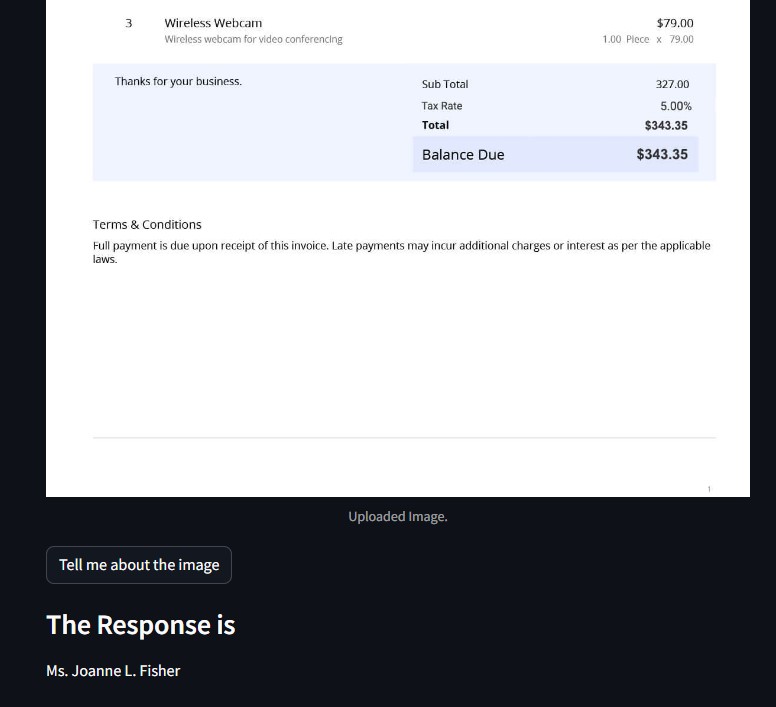 3 Wireless Webcam $79.00
Wireless webcam for video conferencing 1.00 Piece x 79.00
Thanks for your business.
Sub Total 327.00
Tax Rate 5.00%
Total $343.35
Balance Due $343.35
Terms & Conditions
Full payment is due upon receipt of this invoice. Late payments may incur additional charges or interest as per the applicable
laws.
1
Uploaded Image.
Tell me about the image
The Response is
Ms. Joanne L. Fisher